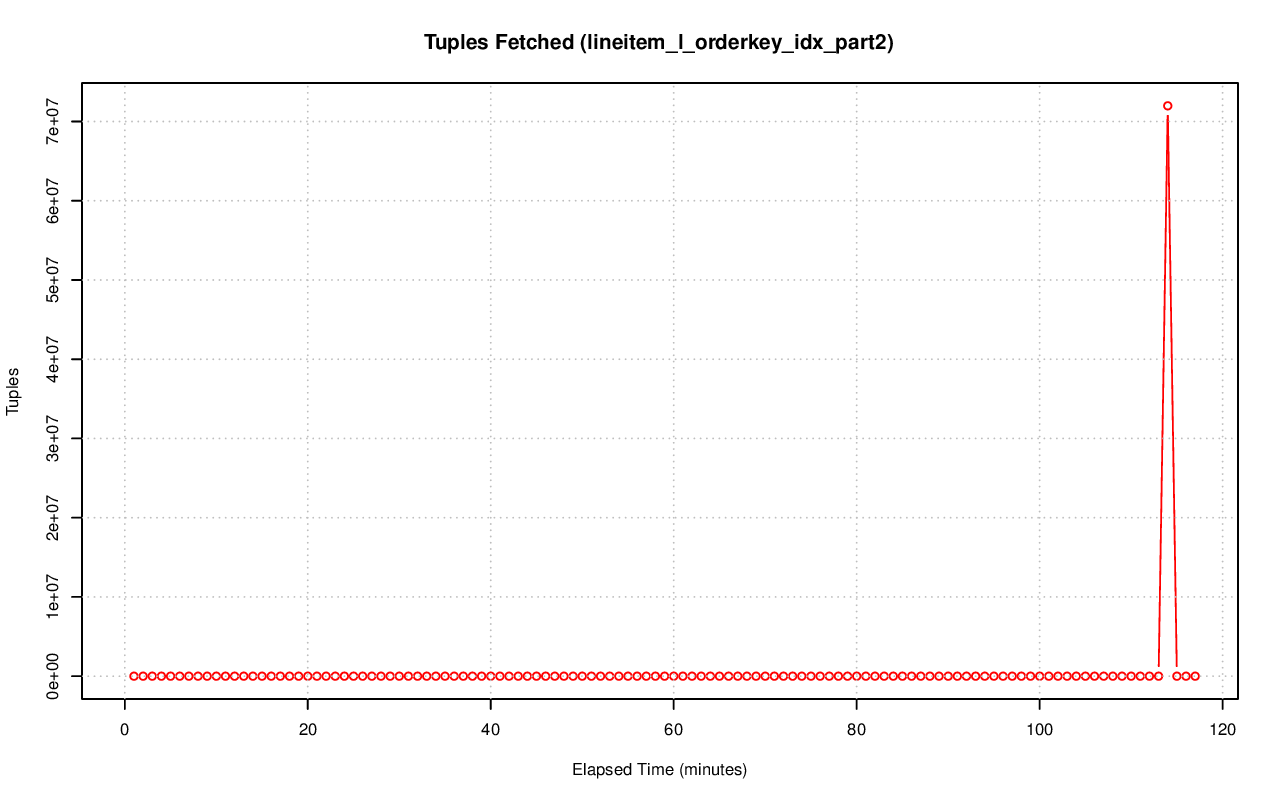 Tuples Fetched (lineitem_l_orderkey_idx_part2)
Tuples
7e+07
6e+07
5e+07
4e+07
3e+07
2e+07
1e+07
0e+00
0 20 40 60 80 100 120
Elapsed Time (minutes)